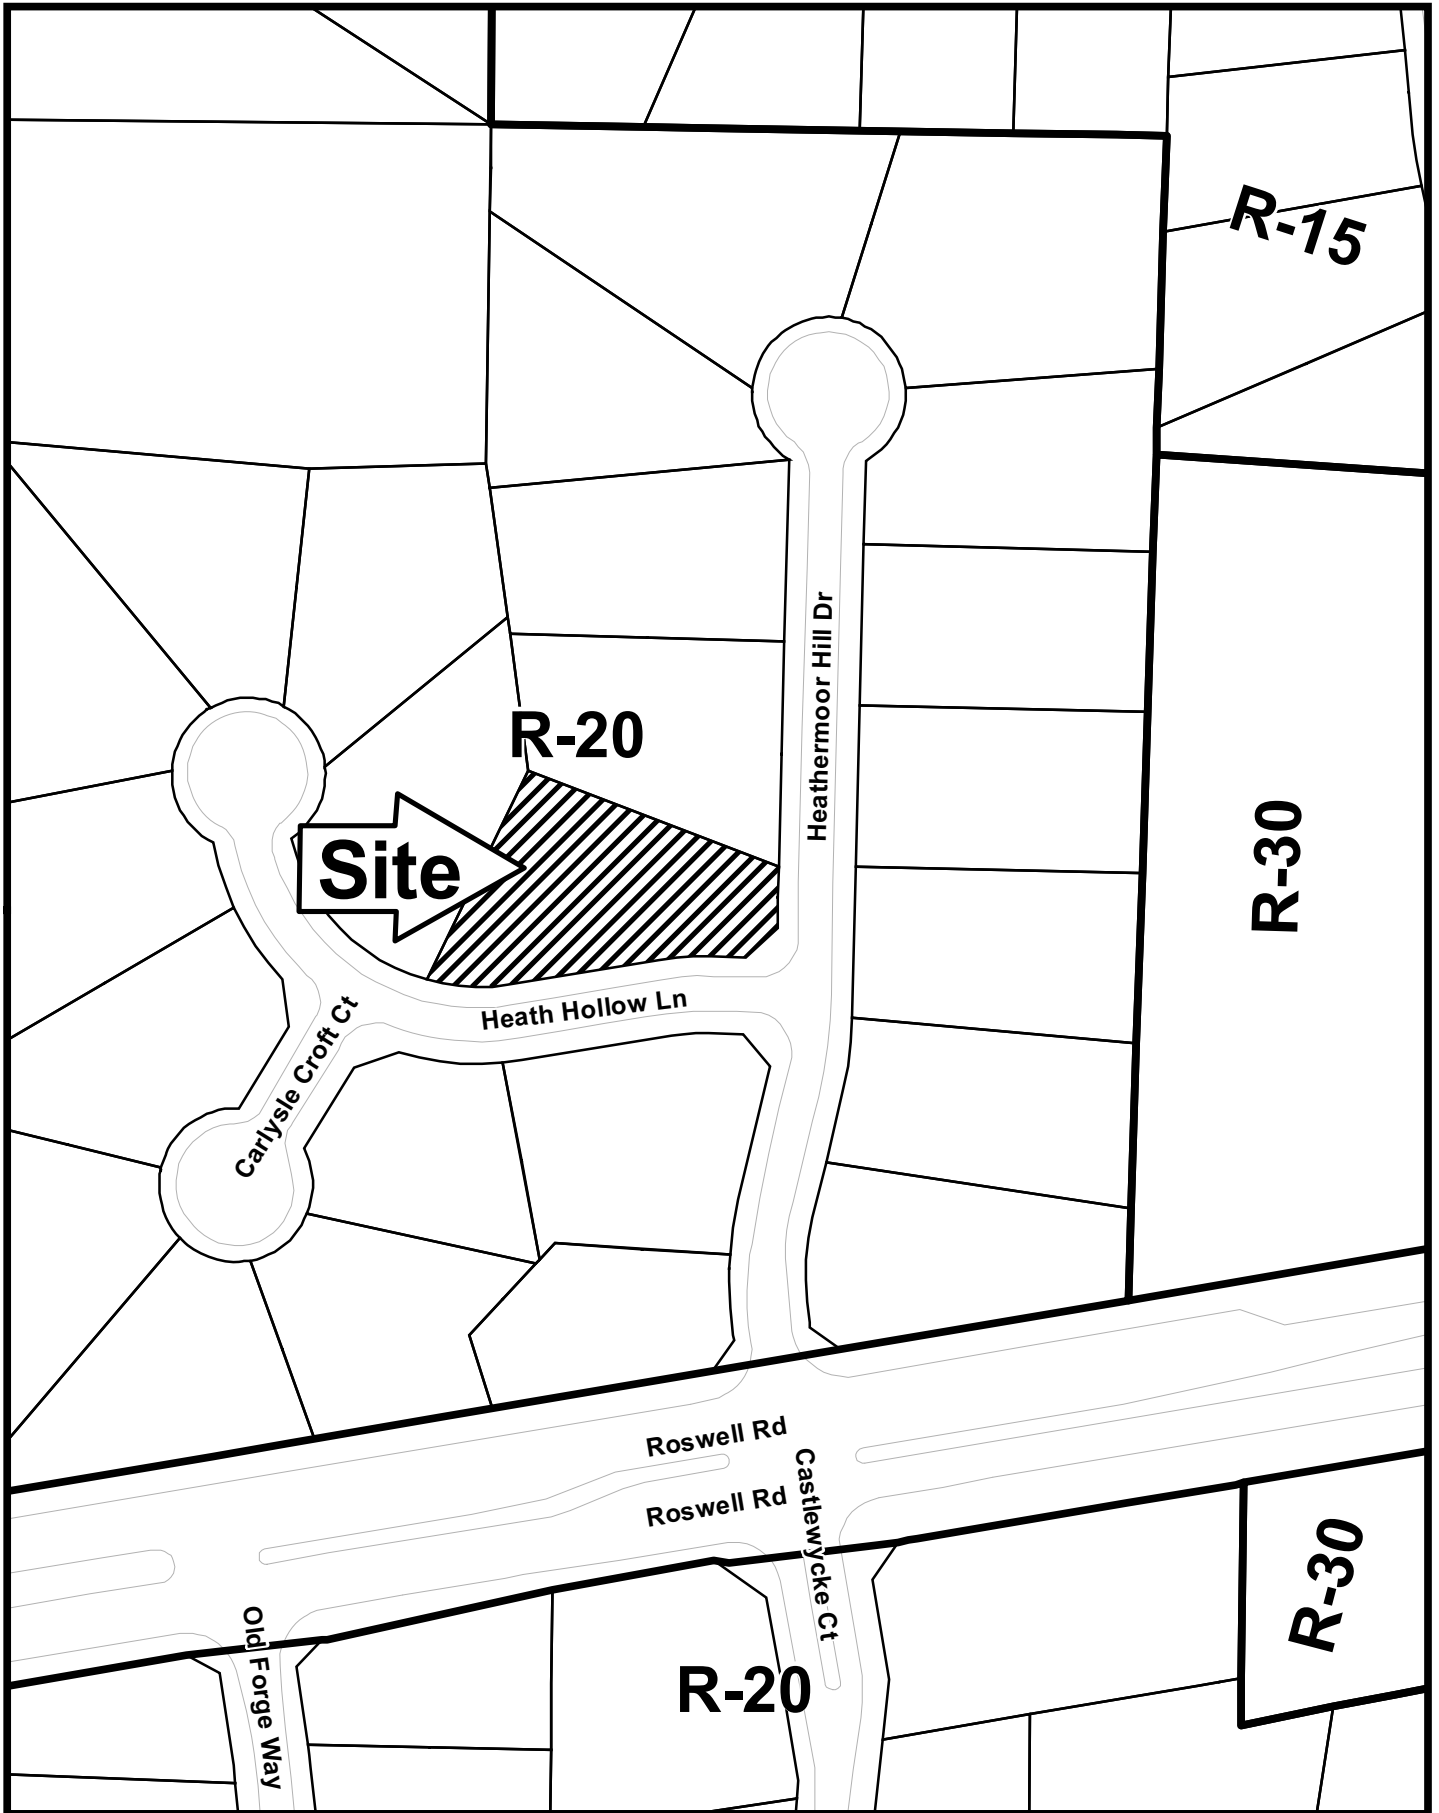 R-15
Heathermoor Hill Dr
R-20
R-30
Site
Heath Hollow Ln
Carlysle Croft Ct
Roswell Rd
Castlewycke Ct
Roswell Rd
R-30
Old Forge Way
R-20